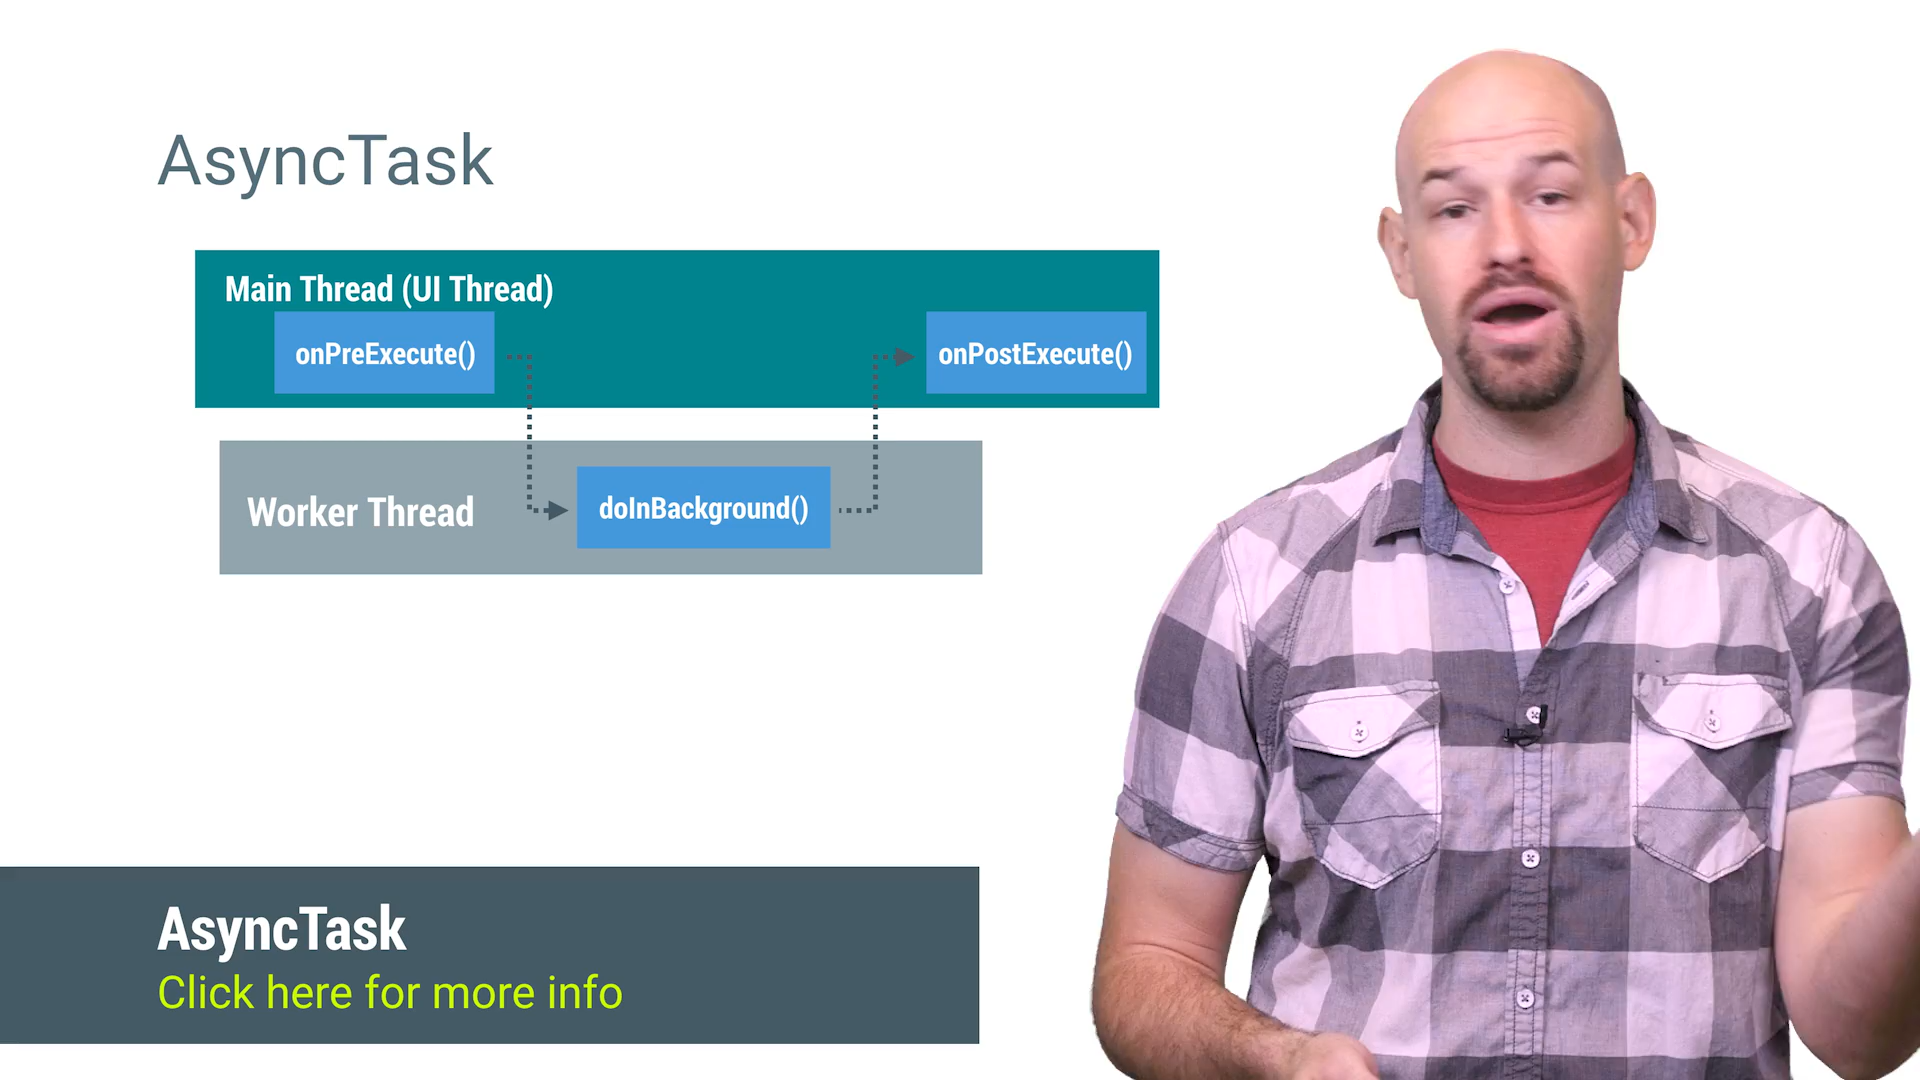 AsyncTask
Main Thread (UI Thread)
onPreExecute()
onPostExecute()
Worker Thread
doInBackground()
AsyncTask
Click here for more info